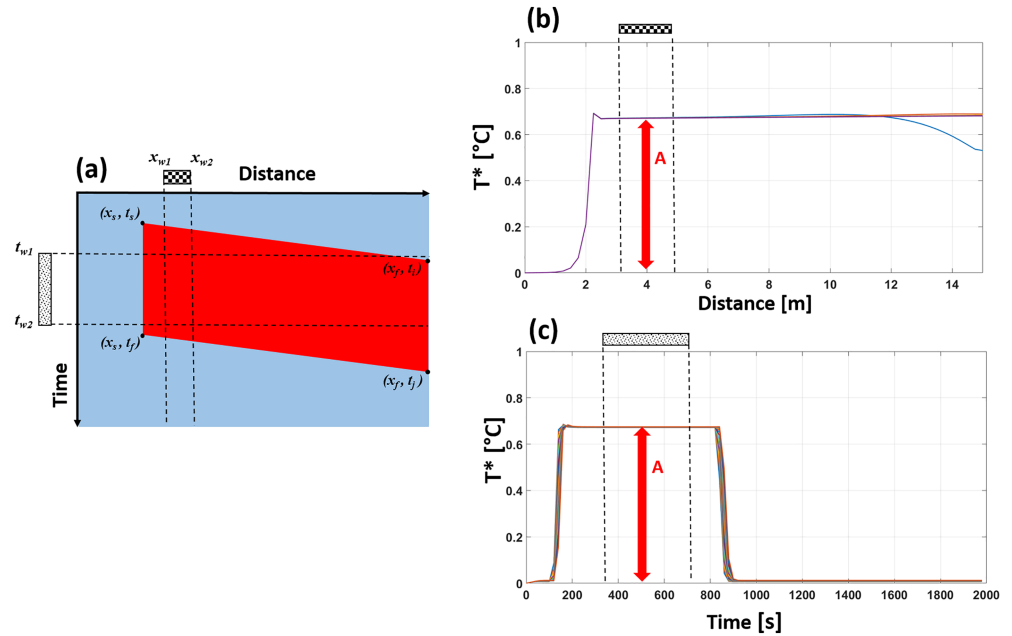 (a)
x_w1 x_w2
Distance
(x_s, t_s)
t_w1
(x_f, t_i)
t_w2
(x_s, t_f)
(x_f, t_j)
Time
(b)
1
0.8
0.6
0.4
0.2
0
T* [°C]
A
0 2 4 6 8 10 12 14
Distance [m]
(c)
1
0.8
0.6
0.4
0.2
0
T* [°C]
A
0 200 400 600 800 1000 1200 1400 1600 1800 2000
Time [s]